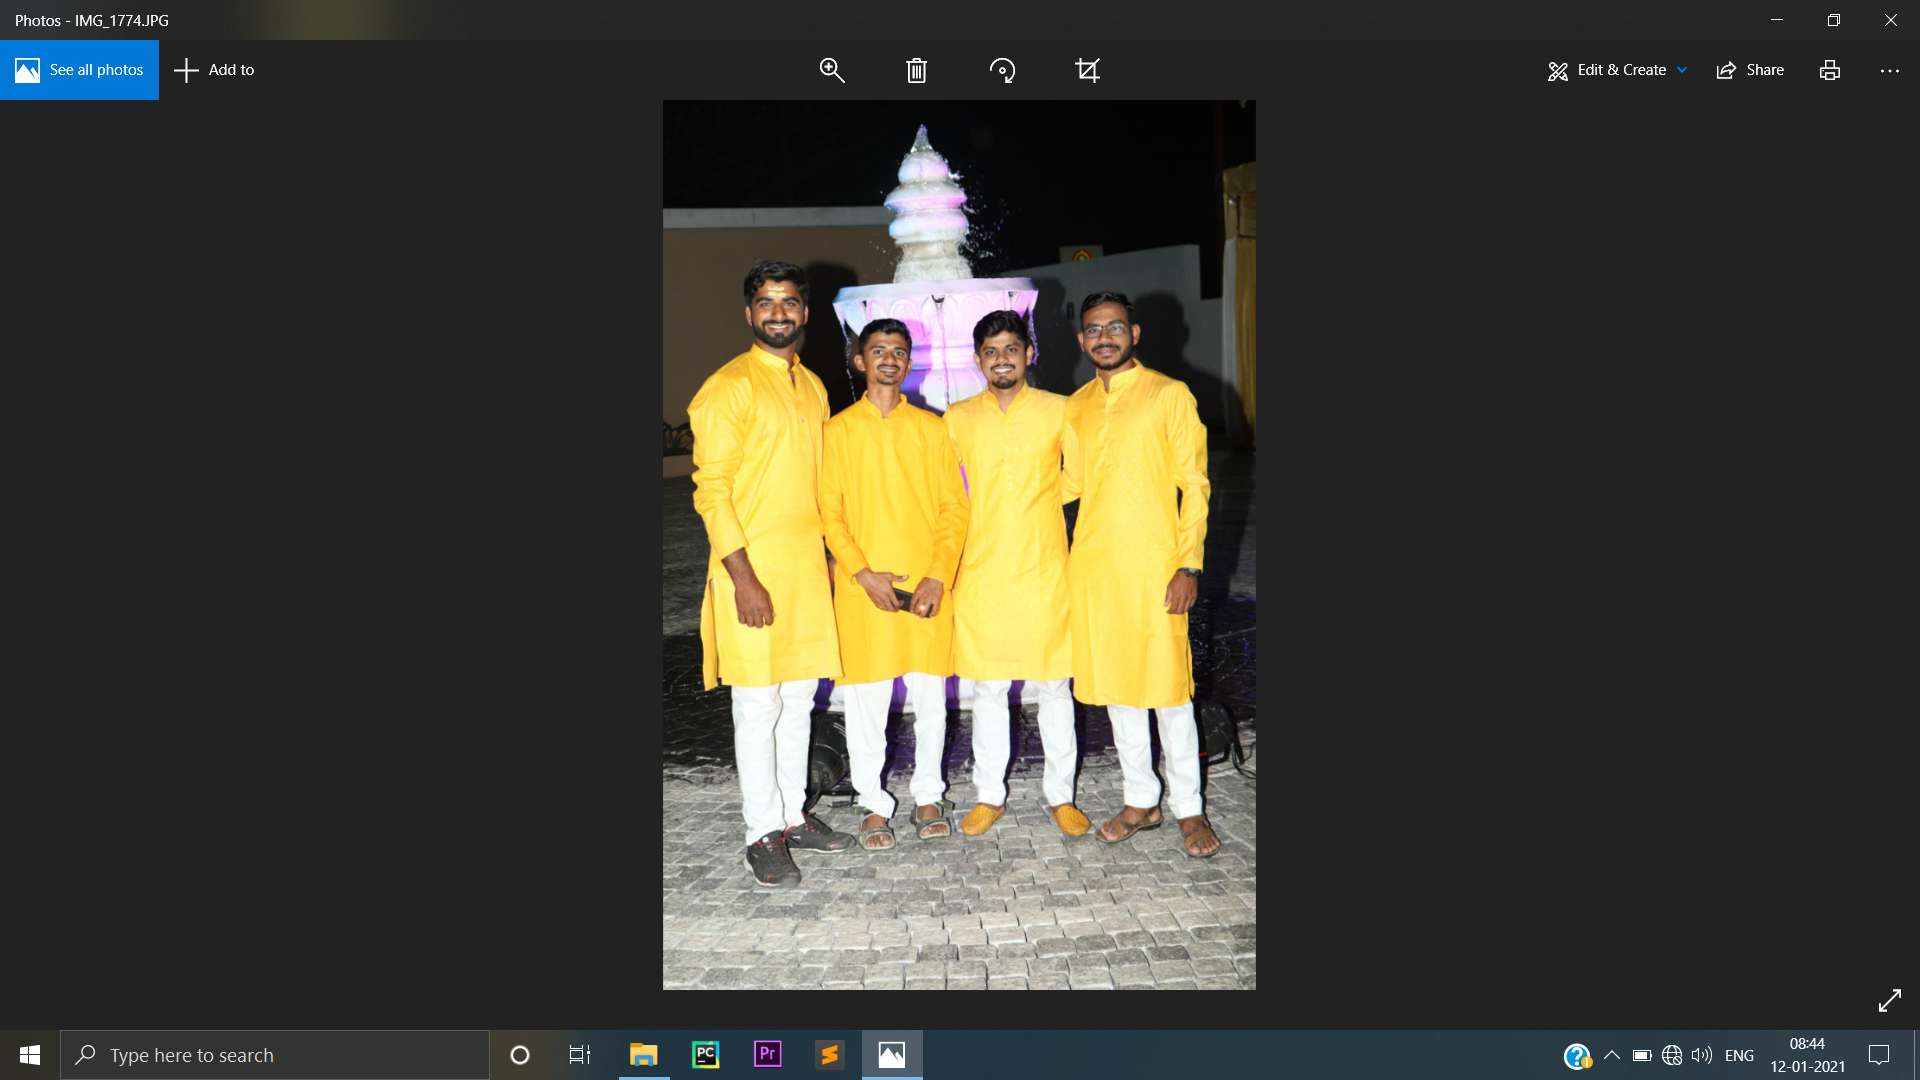 Photos - IMG_1774.JPG
See all photos
Add to
Edit & Create
Share
Type here to search
PC
Pr
ENG
08:44
12-01-2021